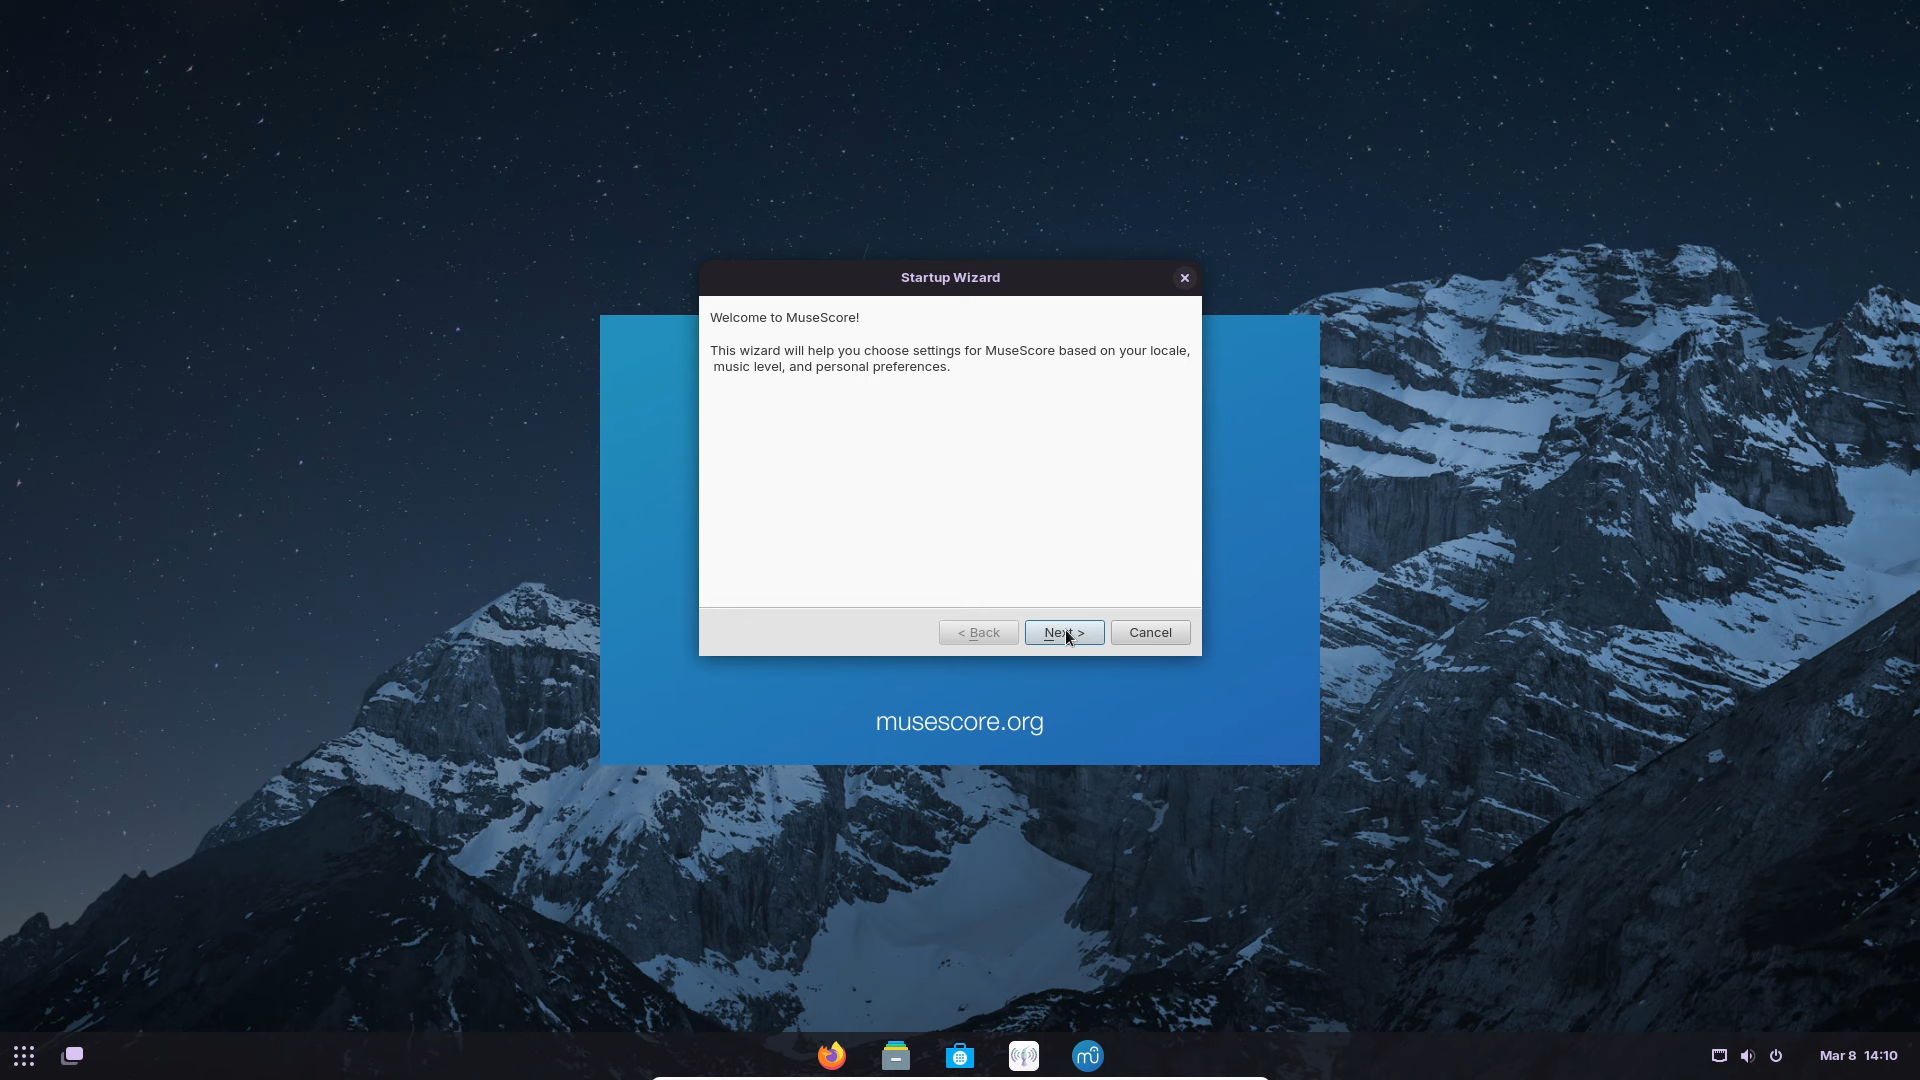 Startup Wizard
Welcome to MuseScore!
This wizard will help you choose settings for MuseScore based on your locale,
music level, and personal preferences.
< Back
Next >
Cancel
musescore.org
Mar 8 14:10